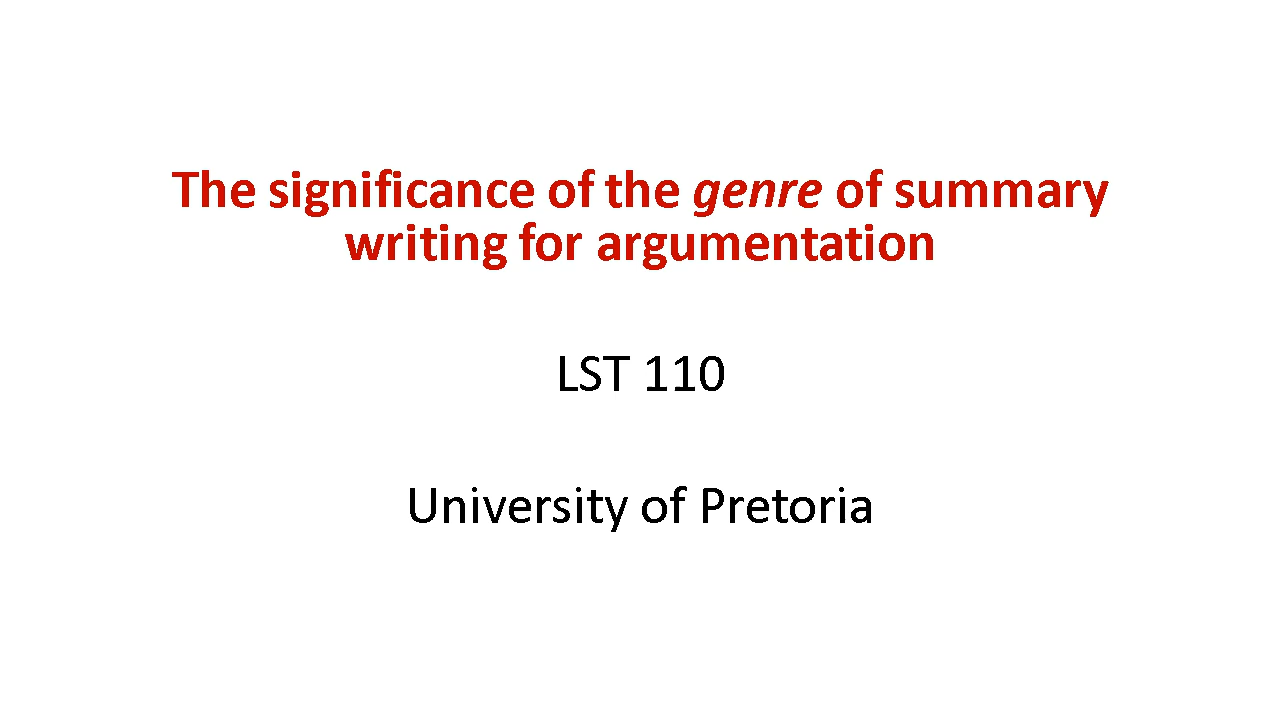 The significance of the genre of summary
writing for argumentation
LST 110
University of Pretoria